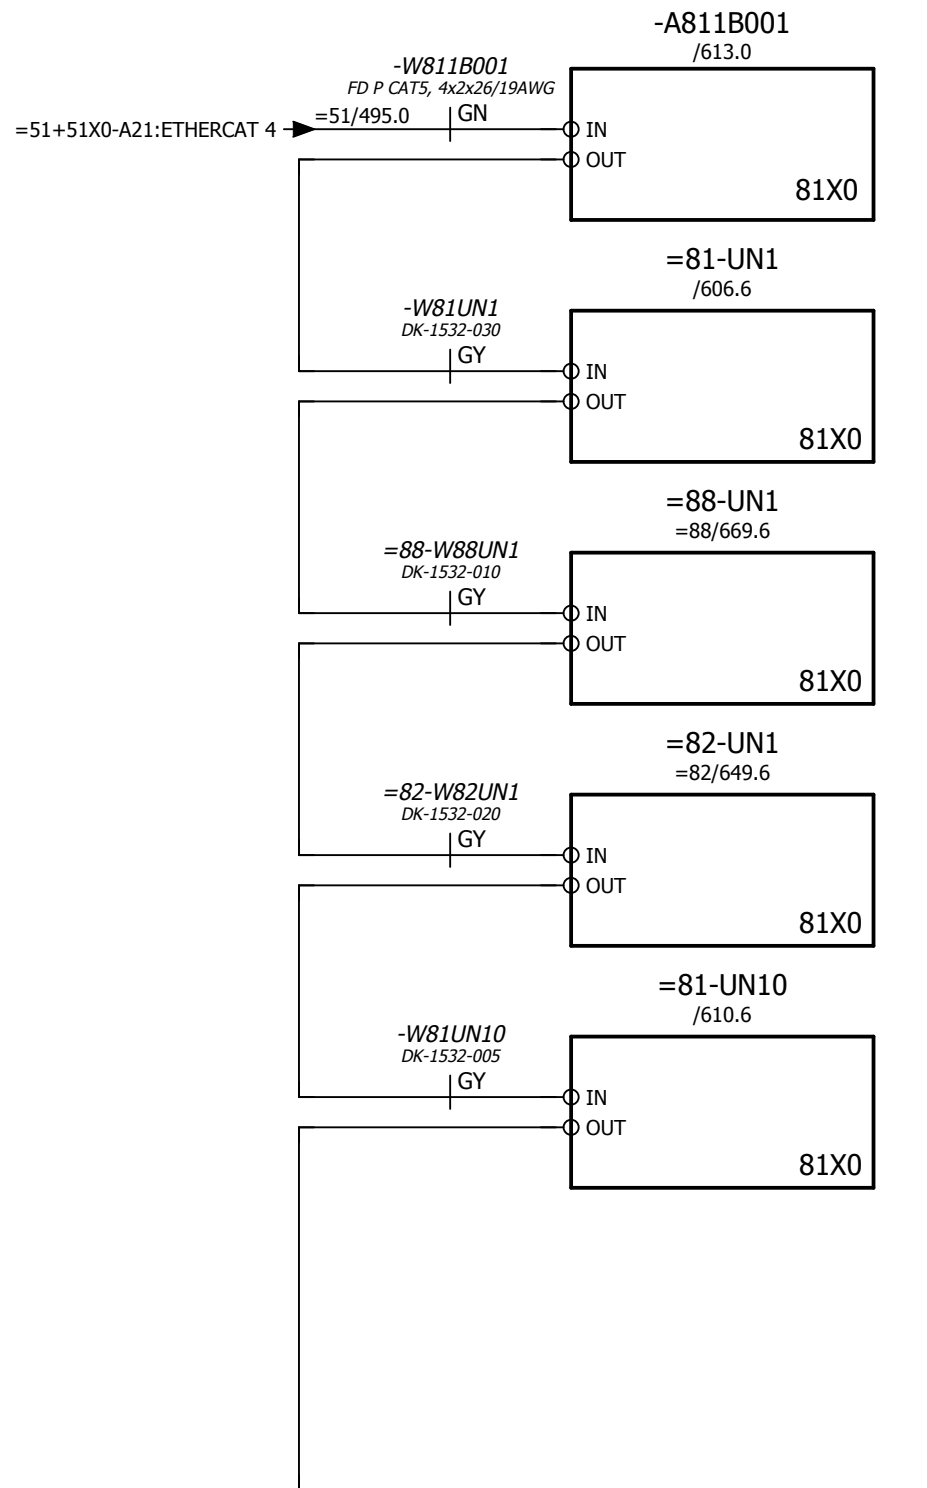 -A811B001
/613.0
-W811B001
FD P CAT5, 4x2x26/19AWG
=51+51X0-A21:ETHERCAT 4
=51/495.0
GN
IN
OUT
81X0
=81-UN1
/606.6
-W81UN1
DK-1532-030
GY
IN
OUT
81X0
=88-UN1
=88/669.6
=88-W88UN1
DK-1532-010
GY
IN
OUT
81X0
=82-UN1
=82/649.6
=82-W82UN1
DK-1532-020
GY
IN
OUT
81X0
=81-UN10
/610.6
-W81UN10
DK-1532-005
GY
IN
OUT
81X0